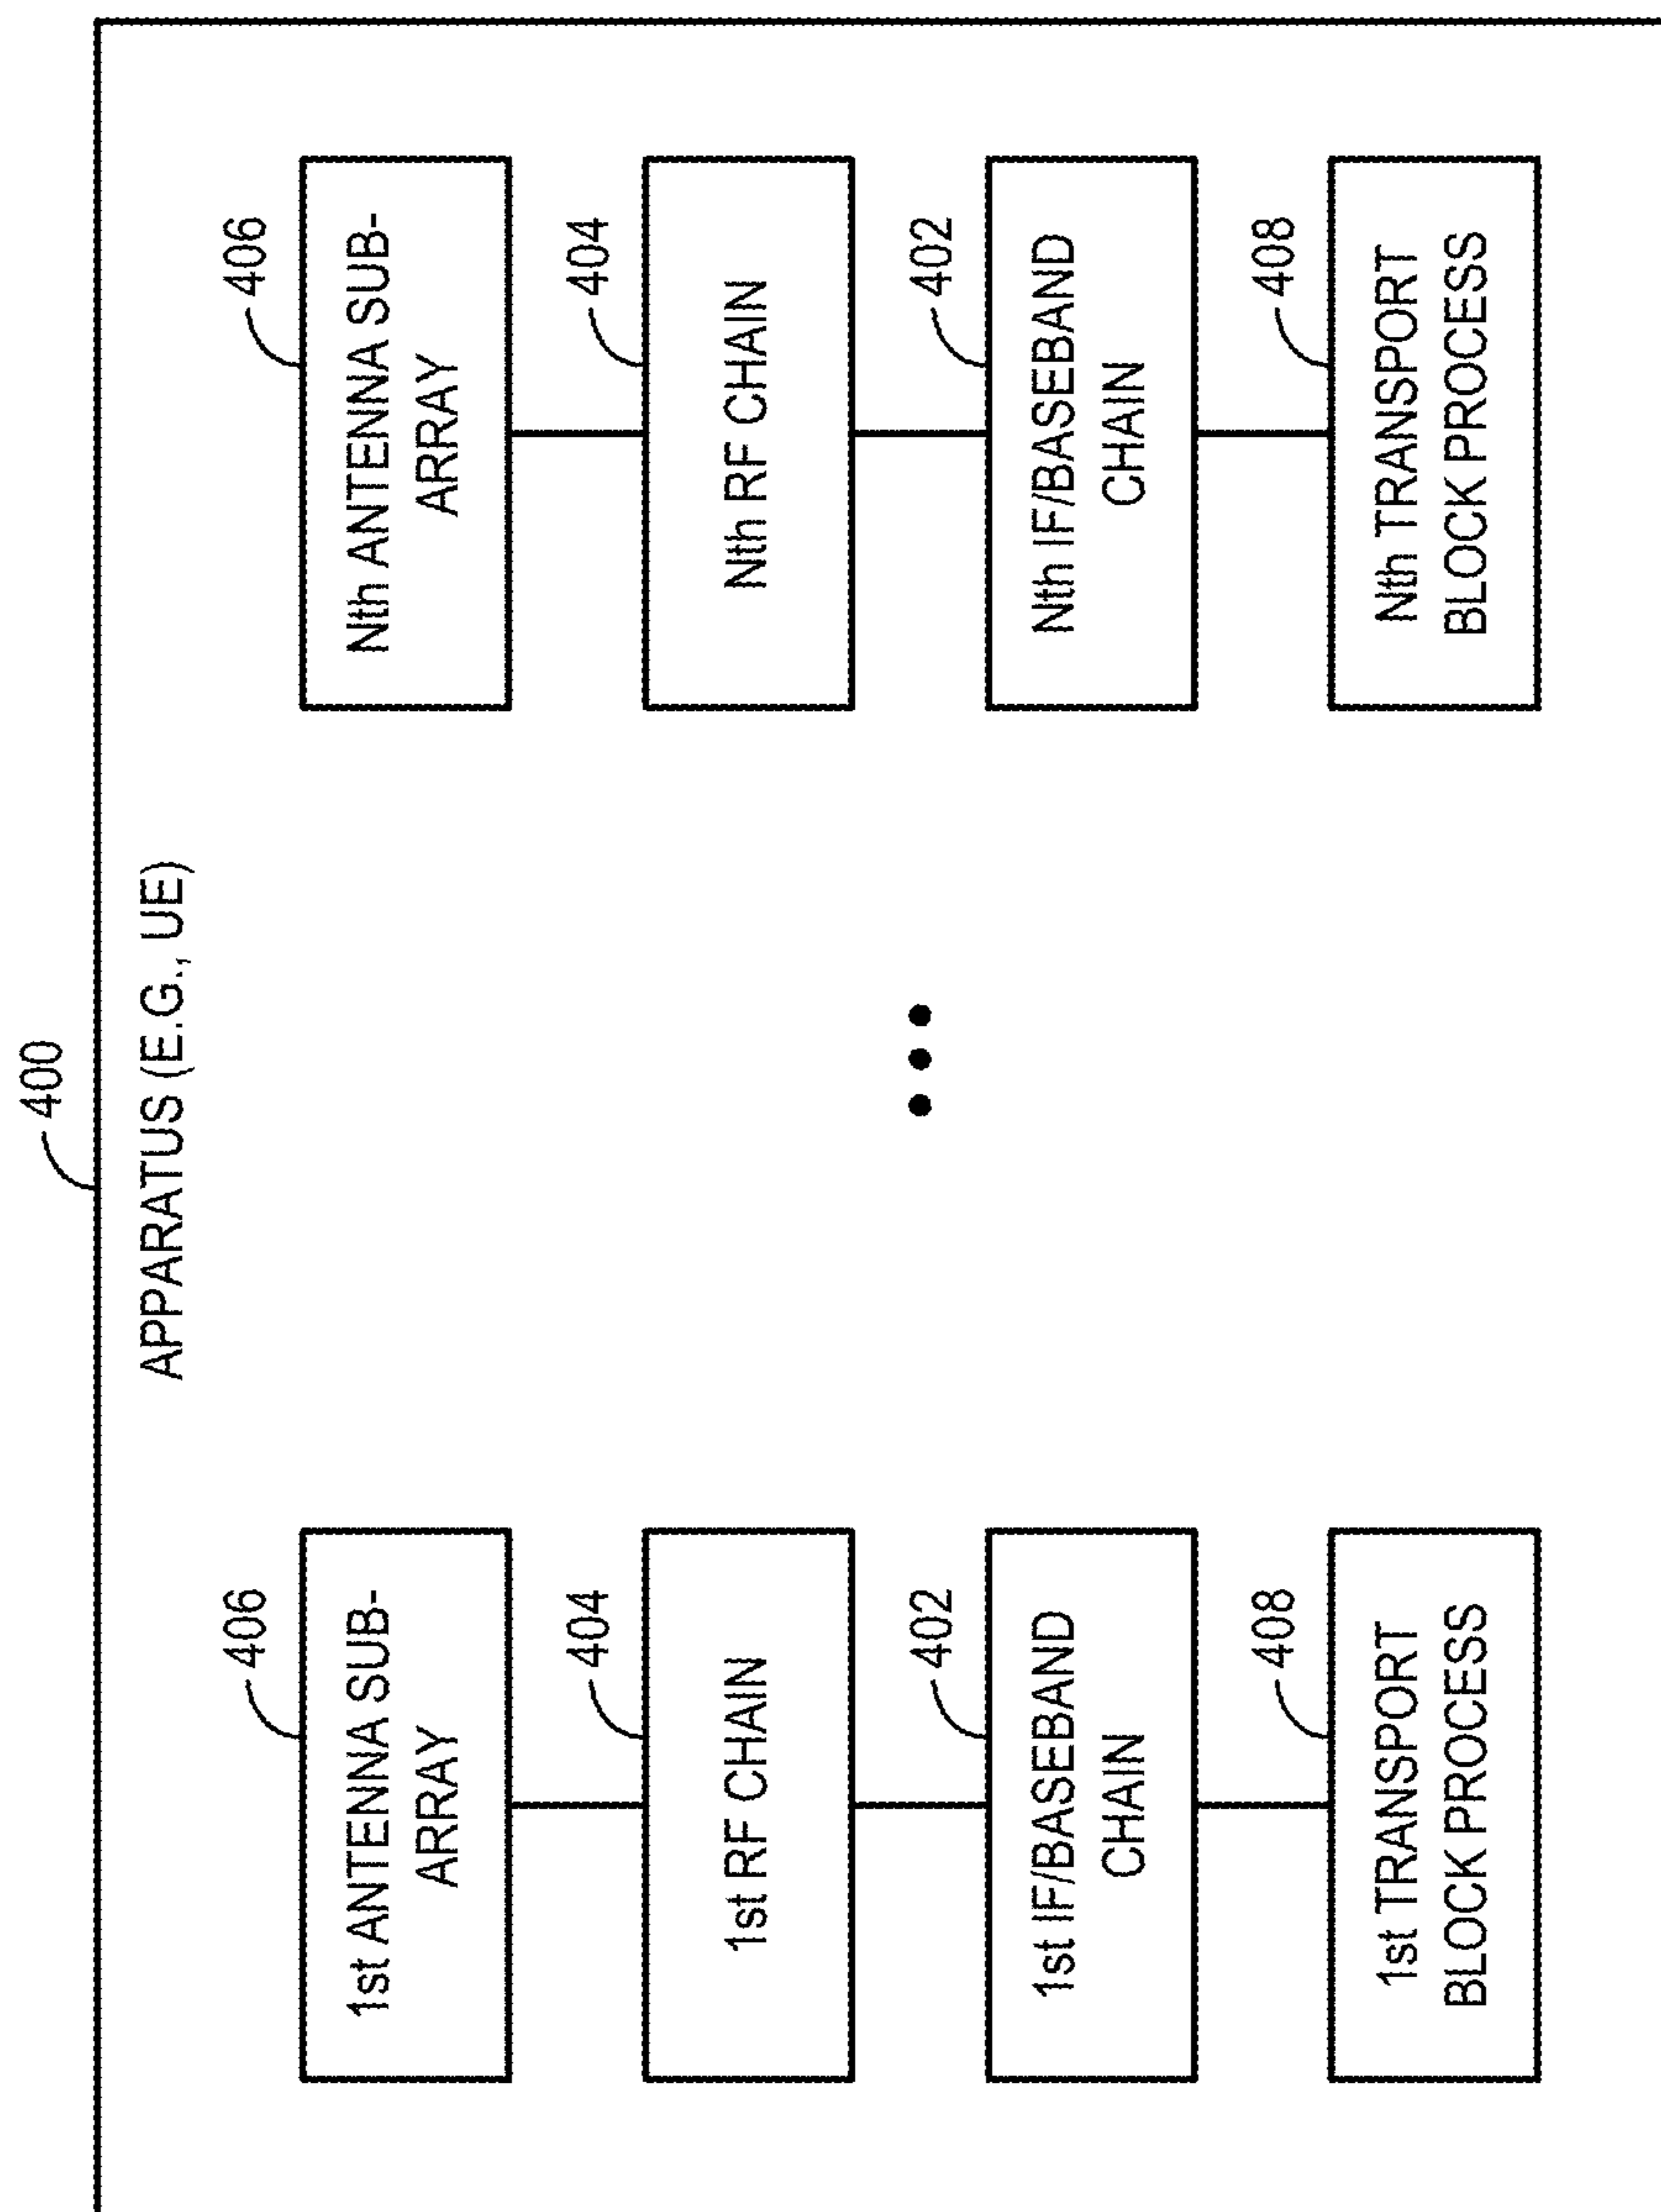 400
APPARATUS (E.G., UE)
406
1st ANTENNA SUB-
ARRAY
404
1st RF CHAIN
402
1st IF/BASEBAND
CHAIN
408
1st TRANSPORT
BLOCK PROCESS
406
Nth ANTENNA SUB-
ARRAY
404
Nth RF CHAIN
402
Nth IF/BASEBAND
CHAIN
408
Nth TRANSPORT
BLOCK PROCESS